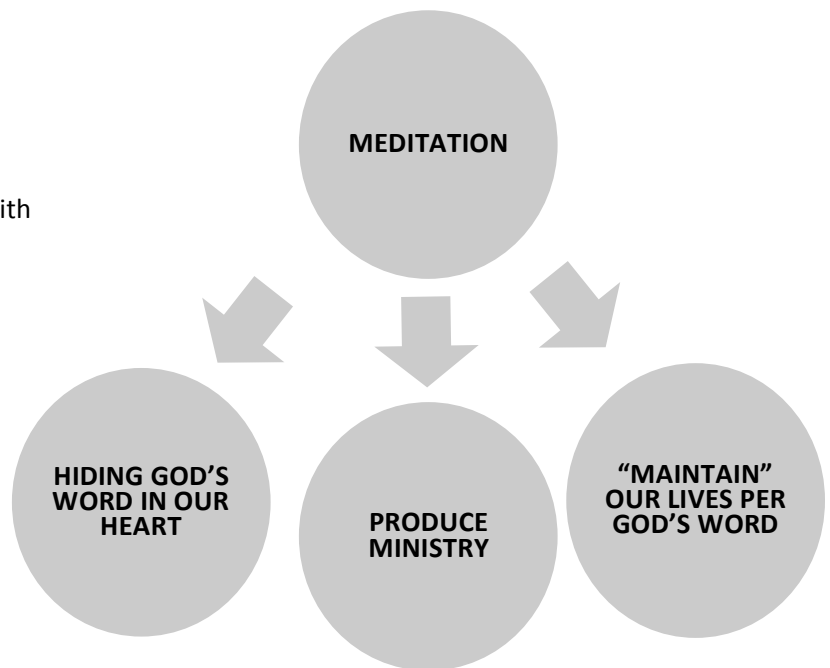 MEDITATION
ith
HIDING GOD’S
WORD IN OUR
HEART
PRODUCE
MINISTRY
“MAINTAIN”
OUR LIVES PER
GOD’S WORD